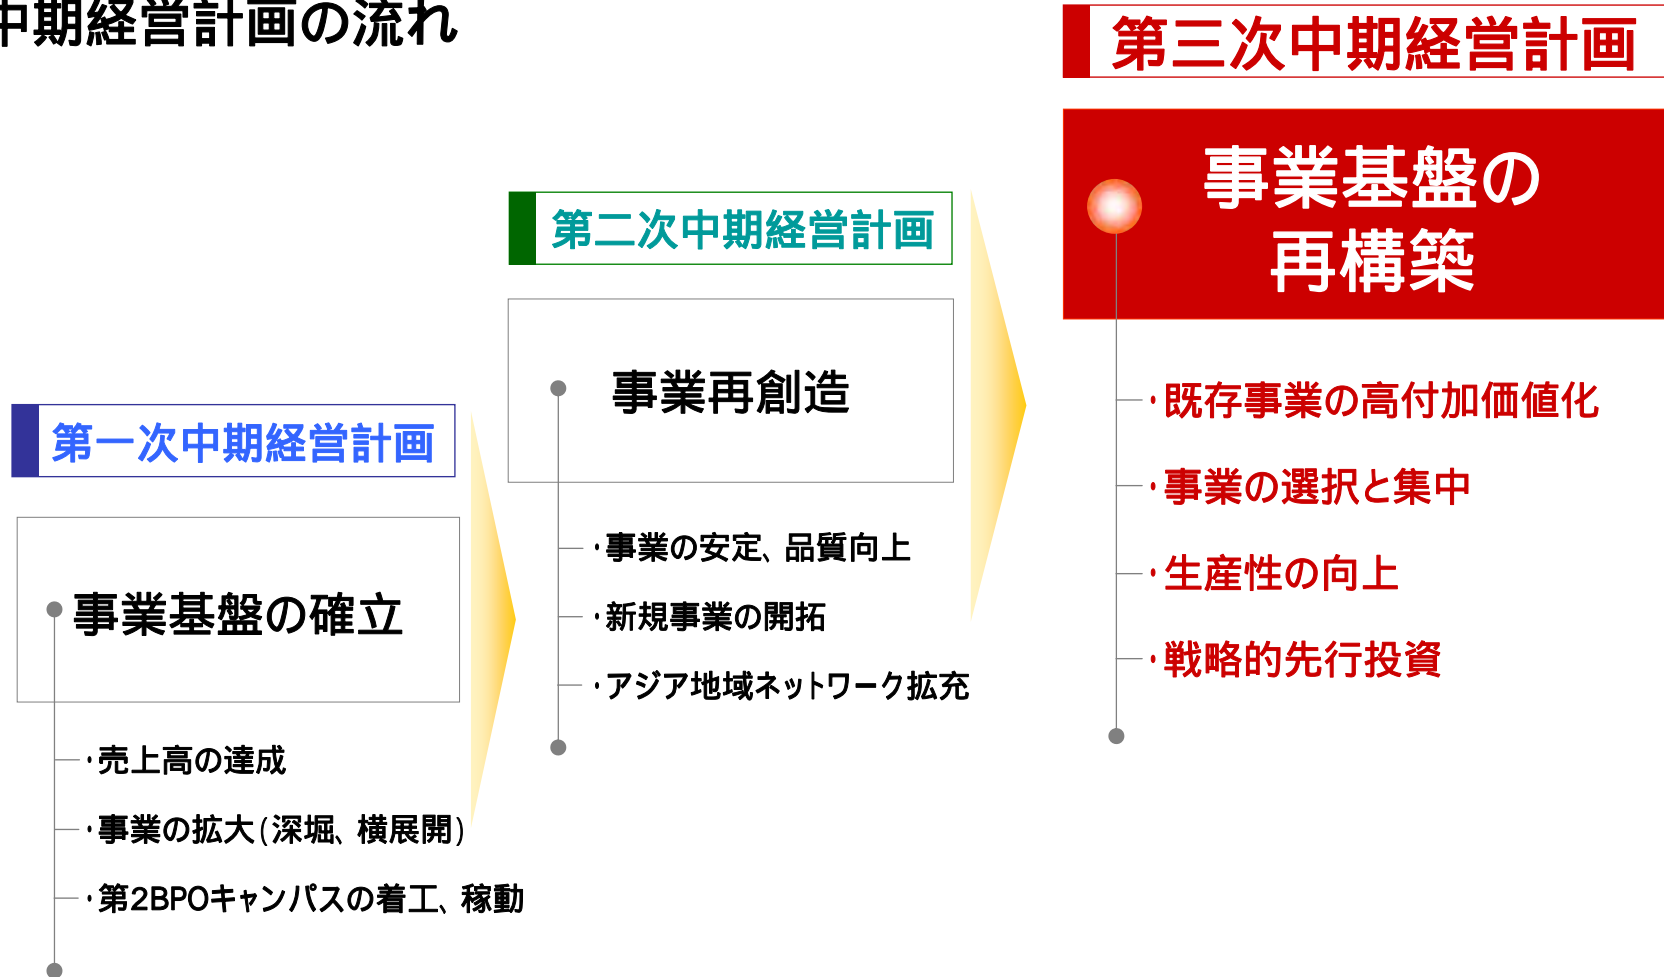 中期経営計画の流れ
第一次中期経営計画
事業基盤の確立
・売上高の達成
・事業の拡大(深堀、横展開)
・第2BPOキャンパスの着工、稼動
第二次中期経営計画
事業再創造
・事業の安定、品質向上
・新規事業の開拓
・アジア地域ネットワーク拡充
第三次中期経営計画
事業基盤の
再構築
・既存事業の高付加価値化
・事業の選択と集中
・生産性の向上
・戦略的先行投資